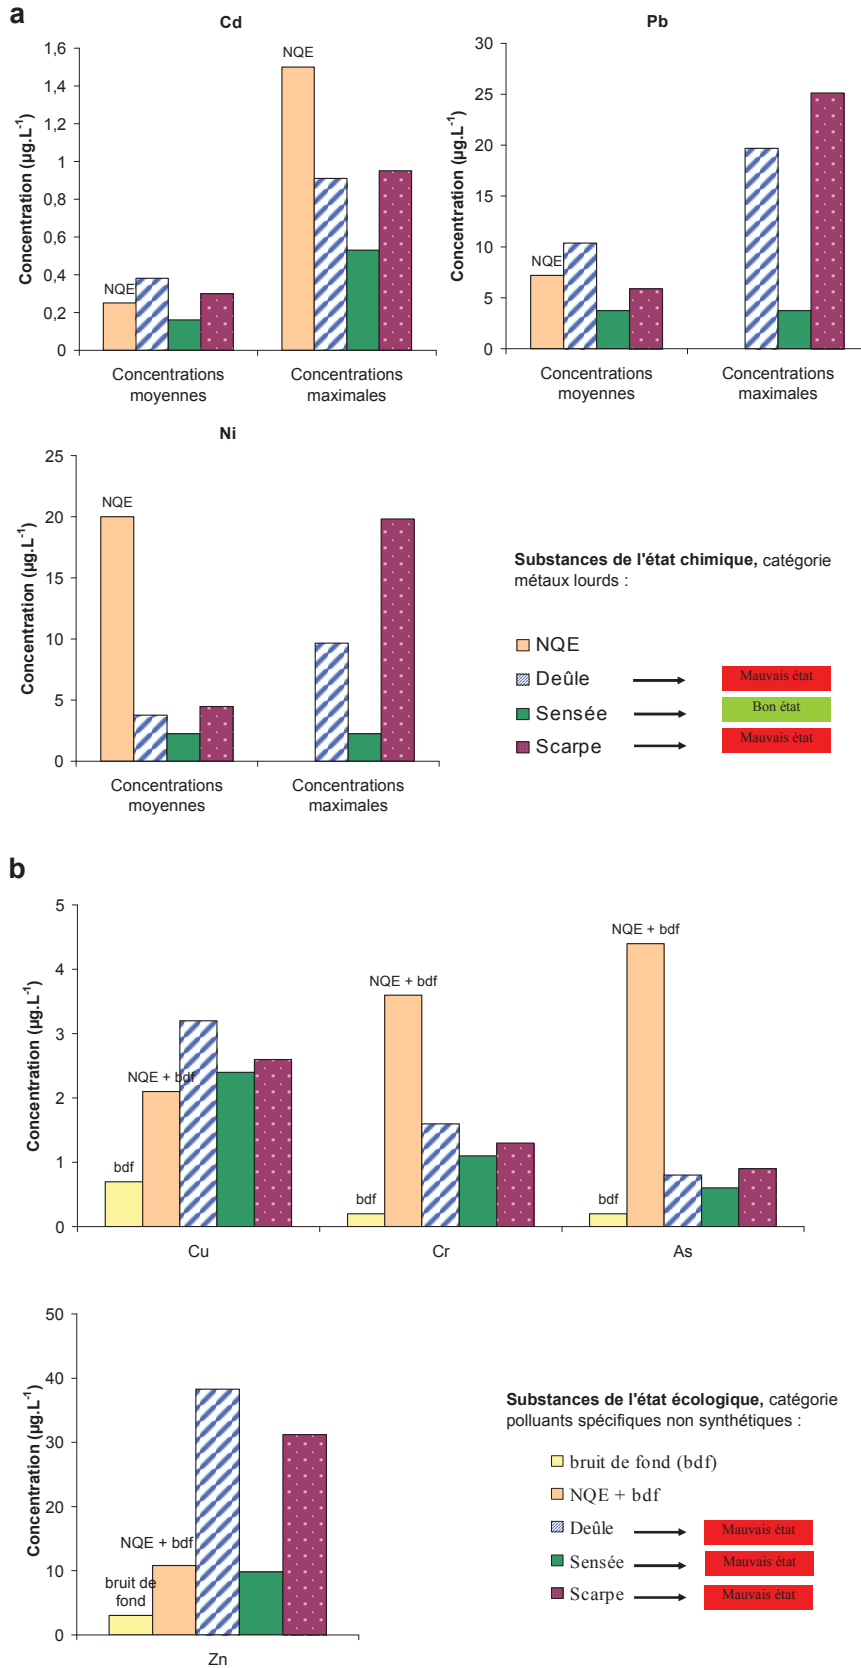 a
Cd
Concentration (µg.L-1)
1,6
1,4
1,2
1
0,8
0,6
0,4
0,2
0
NQE
NQE
Concentrations
moyennes
Concentrations
maximales
Pb
Concentration (µg.L-1)
30
25
20
15
10
5
0
NQE
Concentrations
moyennes
Concentrations
maximales
Ni
Concentration (µg.L-1)
25
20
15
10
5
0
NQE
Concentrations
moyennes
Concentrations
maximales
Substances de l'état chimique, catégorie
métaux lourds :
NQE
Deûle Mauvais état
Sensée Bon état
Scarpe Mauvais état
b
Concentration (µg.L-1)
5
4
3
2
1
0
bdf
NQE + bdf
bdf
NQE + bdf
bdf
NQE + bdf
Cu
Cr
As
Concentration (µg.L-1)
50
40
30
20
10
0
bruit de
fond
NQE + bdf
Zn
Substances de l'état écologique, catégorie
polluants spécifiques non synthétiques :
bruit de fond (bdf)
NQE + bdf
Deûle Mauvais état
Sensée Mauvais état
Scarpe Mauvais état